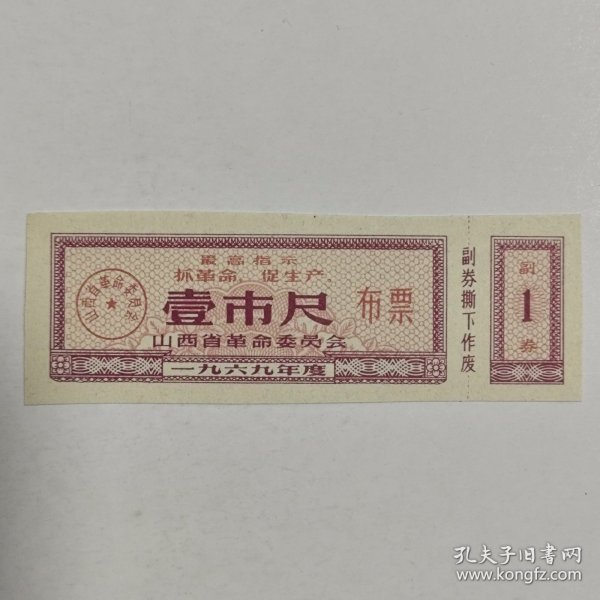 最高指示
抓革命、促生产，
山西省革命委员会
壹市尺
布票
山西省革命委员会
一九六九年度
副券撕下作废
副
1
券
孔夫子旧書网
www.kongfz.com